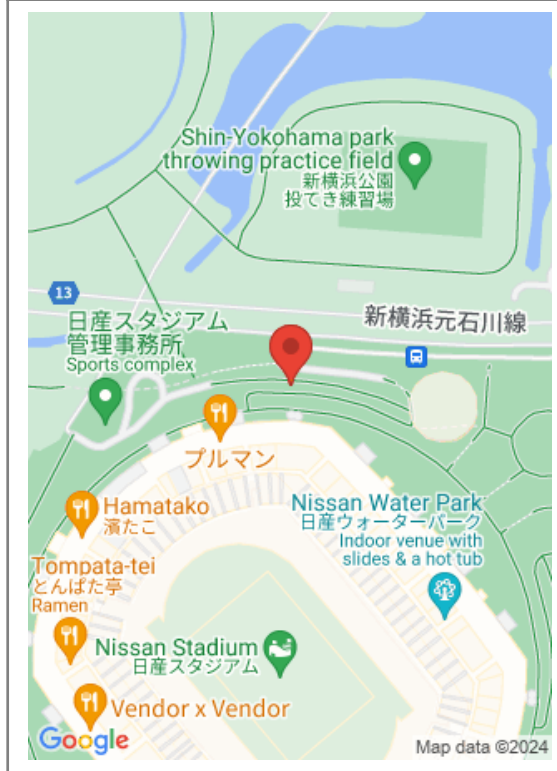 Shin-Yokohama park
throwing practice field
新横浜公園
投てき練習場
13
新横浜元石川線
日産スタジアム
管理事務所
Sports complex
プルマン
Hamatako
濱たこ
Nissan Water Park
日産ウォーターパーク
Indoor venue with
slides & a hot tub
Tompata-tei
とんぱた亭
Ramen
Nissan Stadium
日産スタジアム
Vendor x Vendor
Google
Map data ©2024